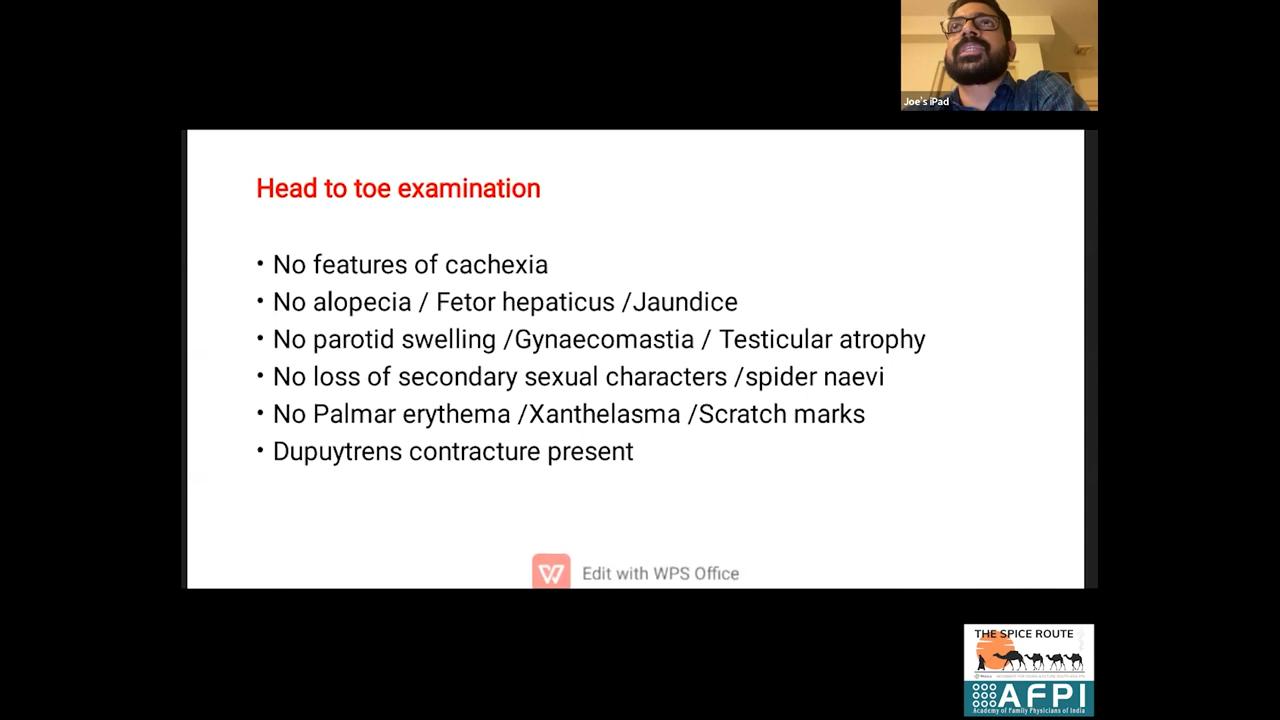 Joe's iPad
Head to toe examination
• No features of cachexia
• No alopecia / Fetor hepaticus /Jaundice
• No parotid swelling /Gynaecomastia / Testicular atrophy
• No loss of secondary sexual characters /spider naevi
• No Palmar erythema /Xanthelasma /Scratch marks
• Dupuytrens contracture present
Edit with WPS Office
THE SPICE ROUTE
AFPI
Academy of Family Physicians of India